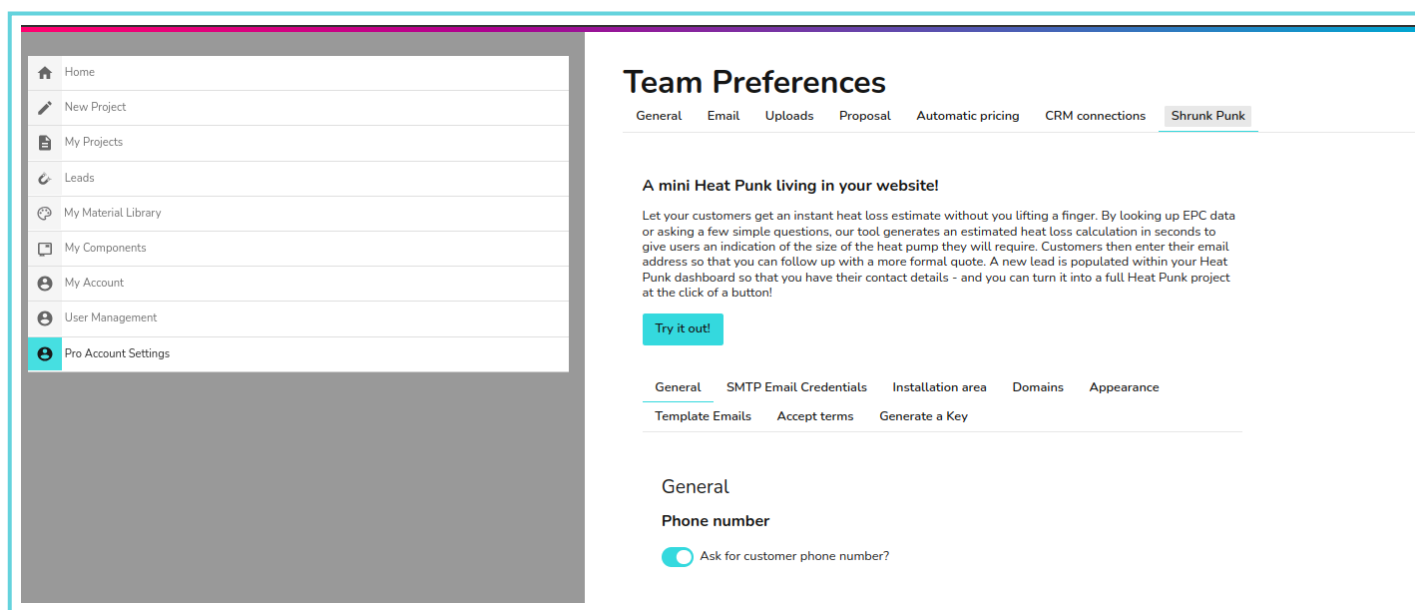 Home
New Project
My Projects
Leads
My Material Library
My Components
My Account
User Management
Pro Account Settings
Team Preferences
General Email Uploads Proposal Automatic pricing CRM connections Shrunk Punk
A mini Heat Punk living in your website!
Let your customers get an instant heat loss estimate without you lifting a finger. By looking up EPC data
or asking a few simple questions, our tool generates an estimated heat loss calculation in seconds to
give users an indication of the size of the heat pump they will require. Customers then enter their email
address so that you can follow up with a more formal quote. A new lead is populated within your Heat
Punk dashboard so that you have their contact details - and you can turn it into a full Heat Punk project
at the click of a button!
Try it out!
General SMTP Email Credentials Installation area Domains Appearance
Template Emails Accept terms Generate a Key
General
Phone number
Ask for customer phone number?